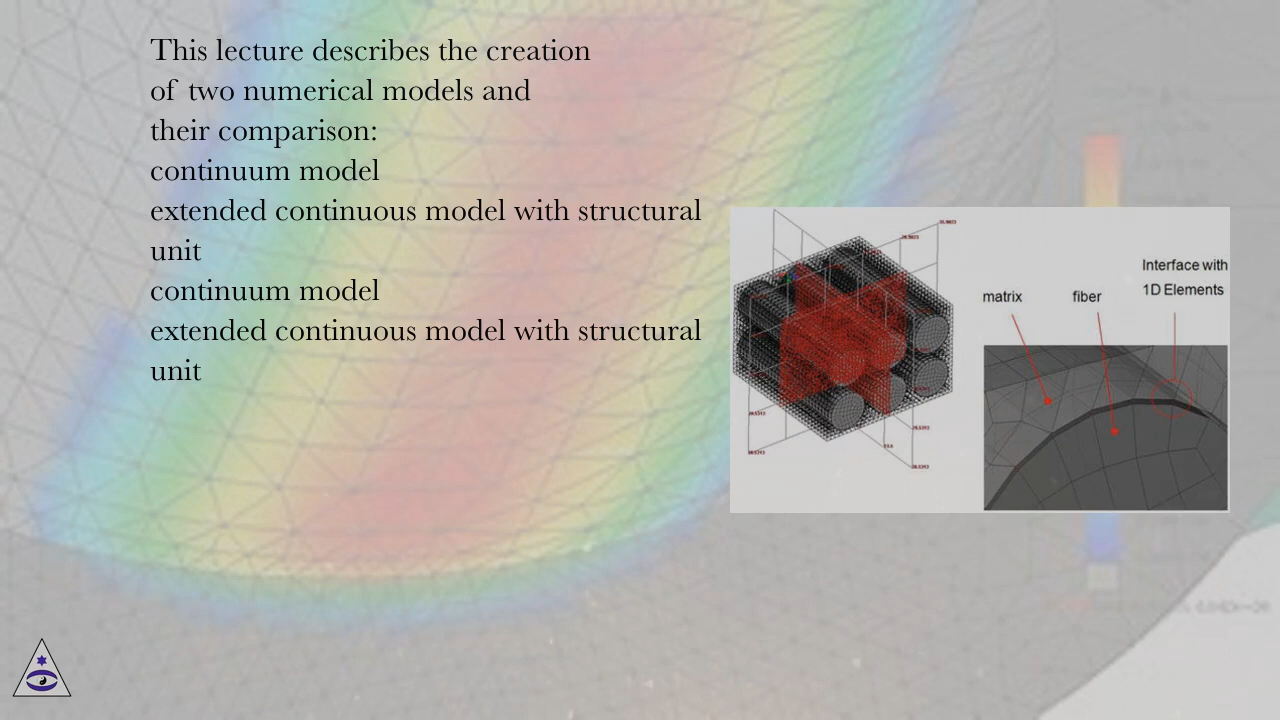 This lecture describes the creation
of two numerical models and
their comparison:
continuum model
extended continuous model with structural
unit
continuum model
extended continuous model with structural
unit
Interface with
1D Elements
matrix
fiber